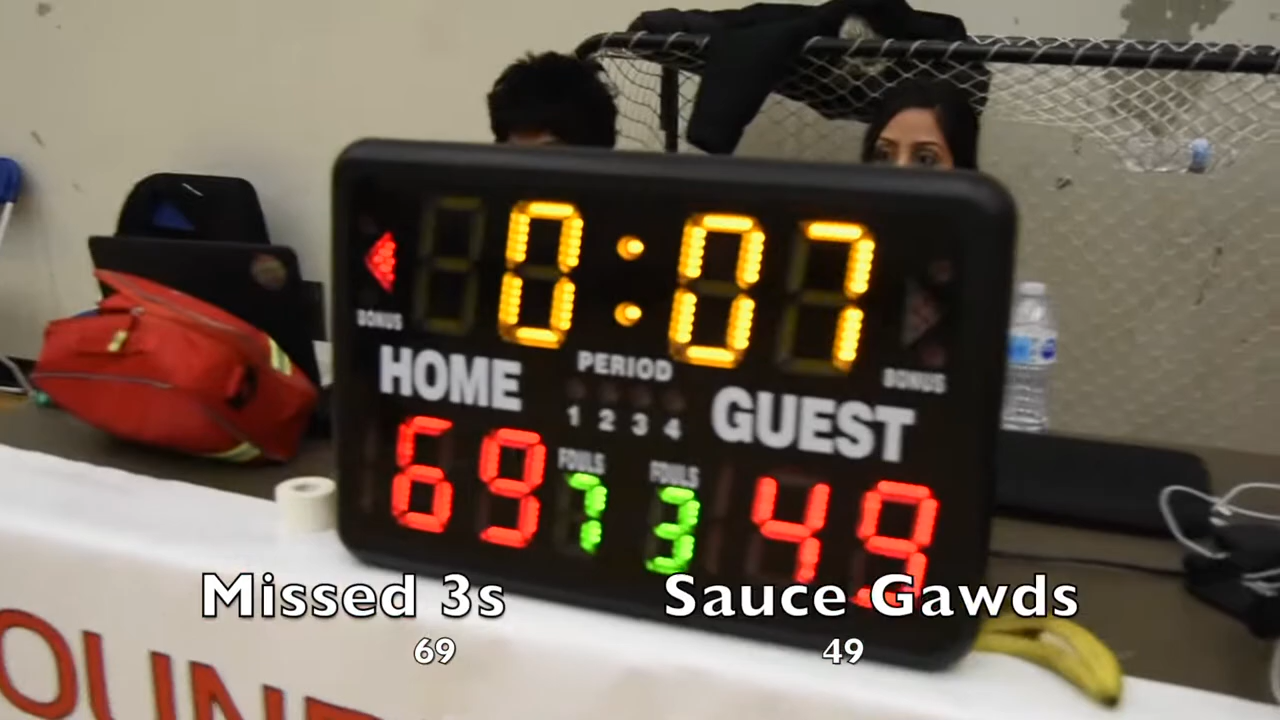 0:07
BONUS
BONUS
HOME
PERIOD
1 2 3 4
GUEST
69
FOULS
7
FOULS
3
49
Missed 3s
Sauce Gawds
69
49